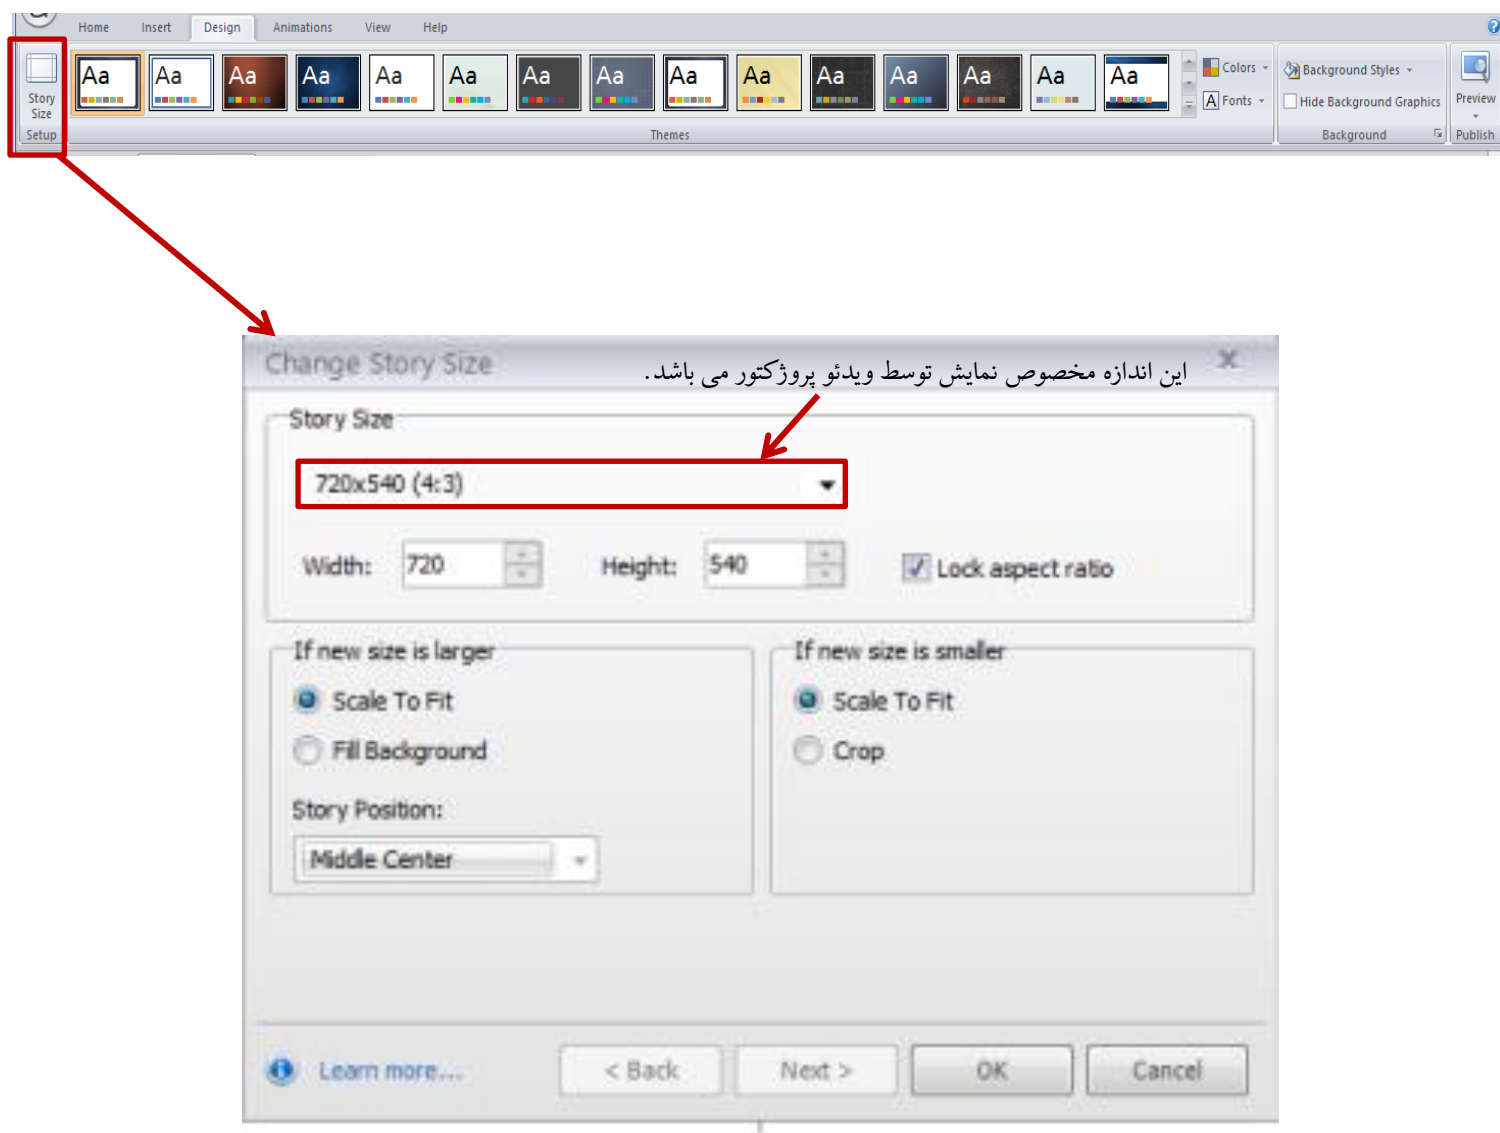 Home Insert Design Animations View Help
Aa Aa Aa Aa Aa Aa Aa Aa Aa Aa Aa Aa Aa Aa Aa
Colors
Background Styles
Story
Size
Fonts
Hide Background Graphics
Preview
Setup
Themes
Background
Publish
Change Story Size
این اندازه مخصوص نمایش توسط ویدئو پروژکتور می باشد.
Story Size
720x540 (4:3)
Width: 720 Height: 540 Lock aspect ratio
If new size is larger
Scale To Fit
Fill Background
Story Position:
Middle Center
If new size is smaller
Scale To Fit
Crop
Learn more... < Back Next > OK Cancel